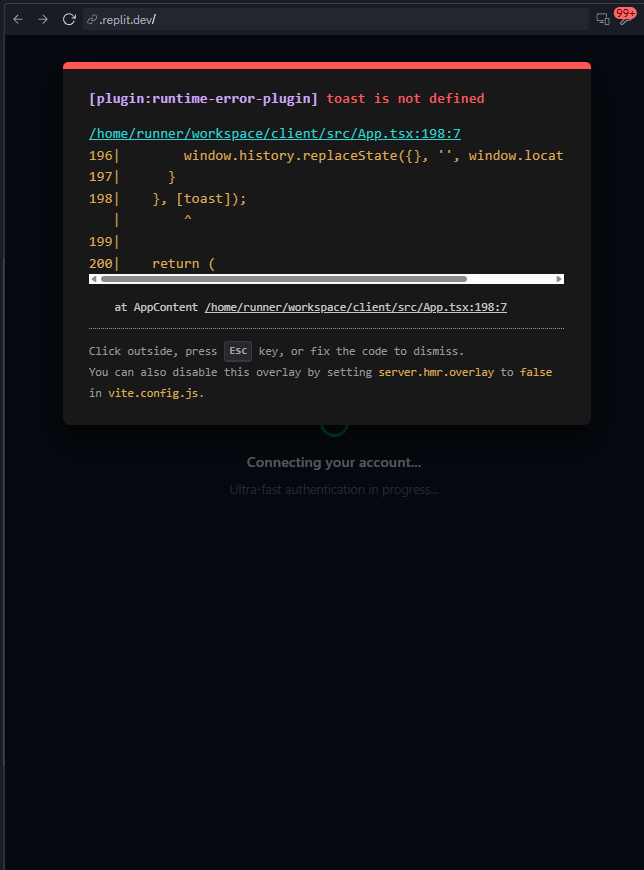 .replit.dev/
99+
[plugin:runtime-error-plugin] toast is not defined
/home/runner/workspace/client/src/App.tsx:198:7
196|        window.history.replaceState({}, '', window.locat
197|      }
198|    }, [toast]);
   |        ^
199|
200|    return (
at AppContent /home/runner/workspace/client/src/App.tsx:198:7
Click outside, press Esc key, or fix the code to dismiss.
You can also disable this overlay by setting server.hmr.overlay to false
in vite.config.js.
Connecting your account...
Ultra-fast authentication in progress...